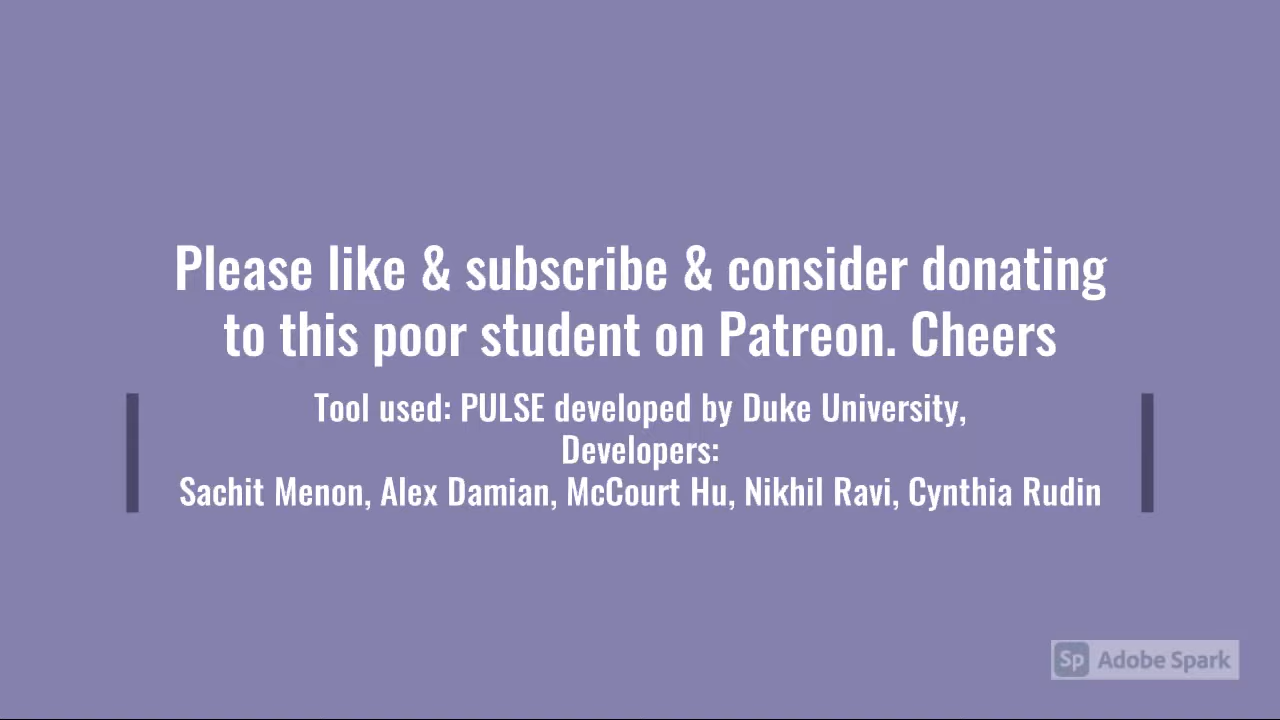 Please like & subscribe & consider donating
to this poor student on Patreon. Cheers
Tool used: PULSE developed by Duke University,
Developers:
Sachit Menon, Alex Damian, McCourt Hu, Nikhil Ravi, Cynthia Rudin
Sp Adobe Spark